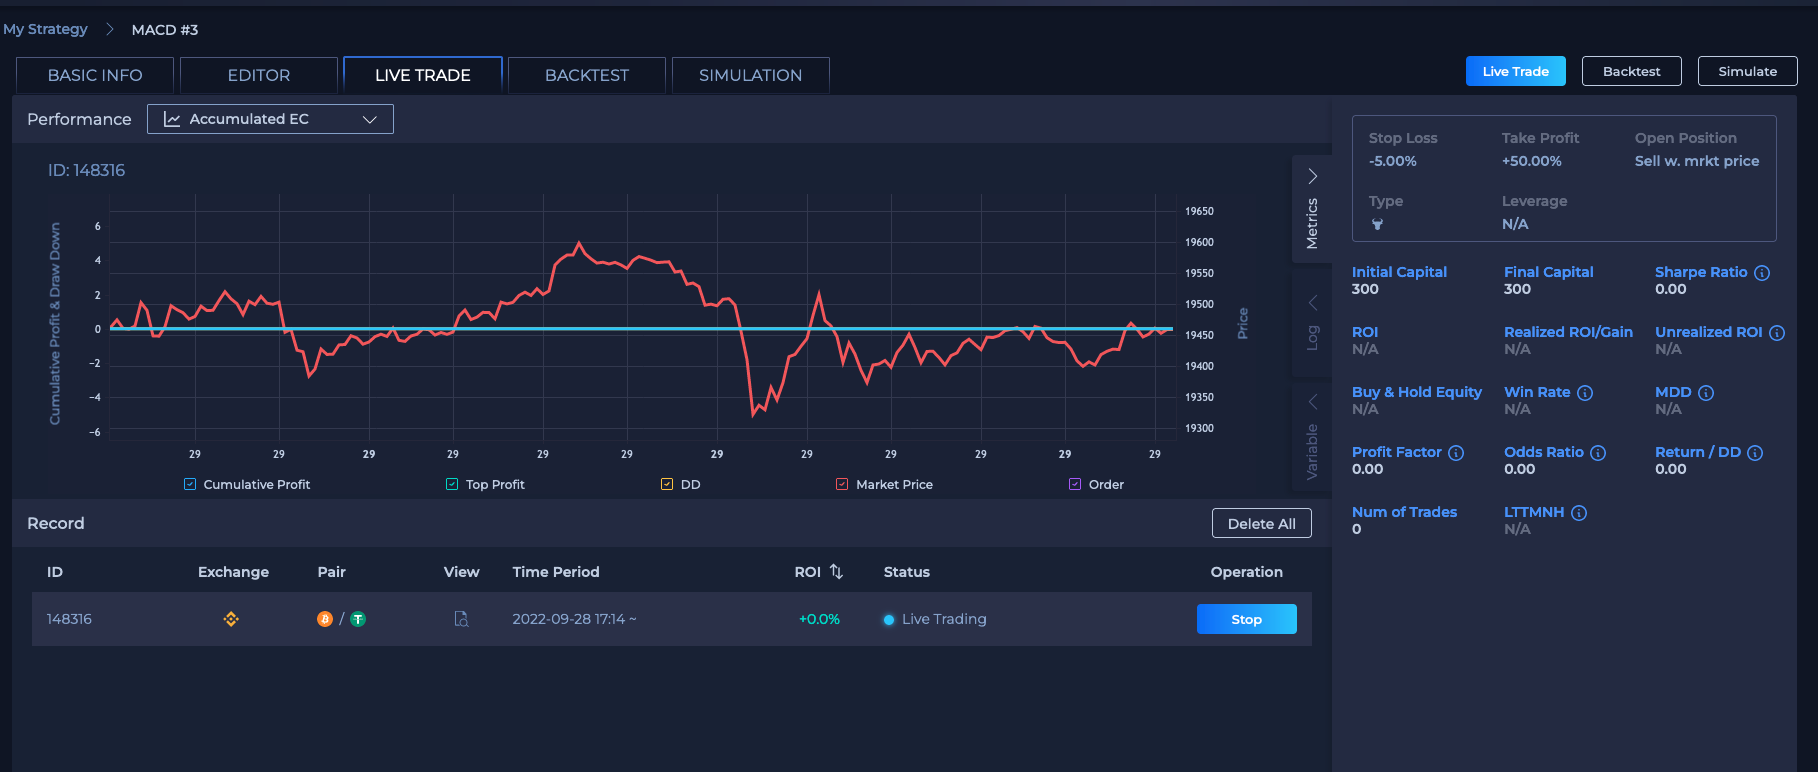 My Strategy
MACD #3
BASIC INFO
EDITOR
LIVE TRADE
BACKTEST
SIMULATION
Live Trade
Backtest
Simulate
Performance
Accumulated EC
ID: 148316
Cumulative Profit & Draw Down
6
4
2
0
−2
−4
−6
19650
19600
19550
19500
19450
19400
19350
19300
Price
29 29 29 29 29 29 29 29 29 29 29 29
Cumulative Profit
Top Profit
DD
Market Price
Order
Metrics
Log
Variable
Record
Delete All
ID Exchange Pair View Time Period ROI Status Operation
148316 / 2022-09-28 17:14 ~ +0.0% Live Trading Stop
Stop Loss Take Profit Open Position
-5.00% +50.00% Sell w. mrkt price
Type Leverage
N/A
Initial Capital Final Capital Sharpe Ratio
300 300 0.00
ROI Realized ROI/Gain Unrealized ROI
N/A N/A N/A
Buy & Hold Equity Win Rate MDD
N/A N/A N/A
Profit Factor Odds Ratio Return / DD
0.00 0.00 0.00
Num of Trades LTTMNH
0 N/A